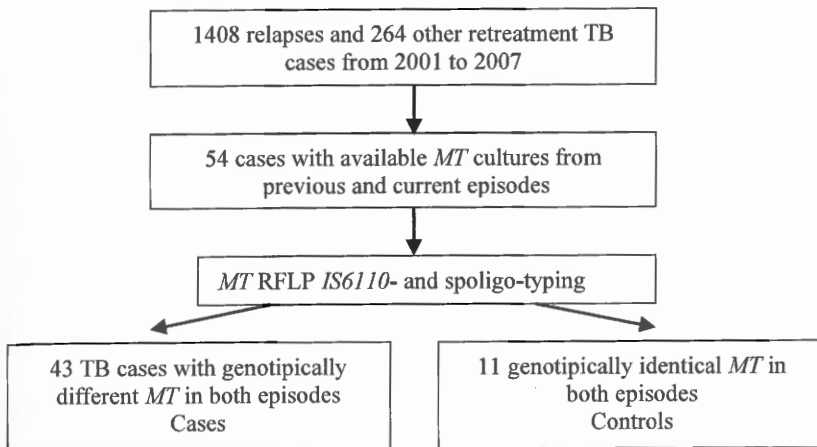 1408 relapses and 264 other retreatment TB
cases from 2001 to 2007
54 cases with available MT cultures from
previous and current episodes
MT RFLP IS6110- and spoligo-typing
43 TB cases with genotipically
different MT in both episodes
Cases
11 genotipically identical MT in
both episodes
Controls